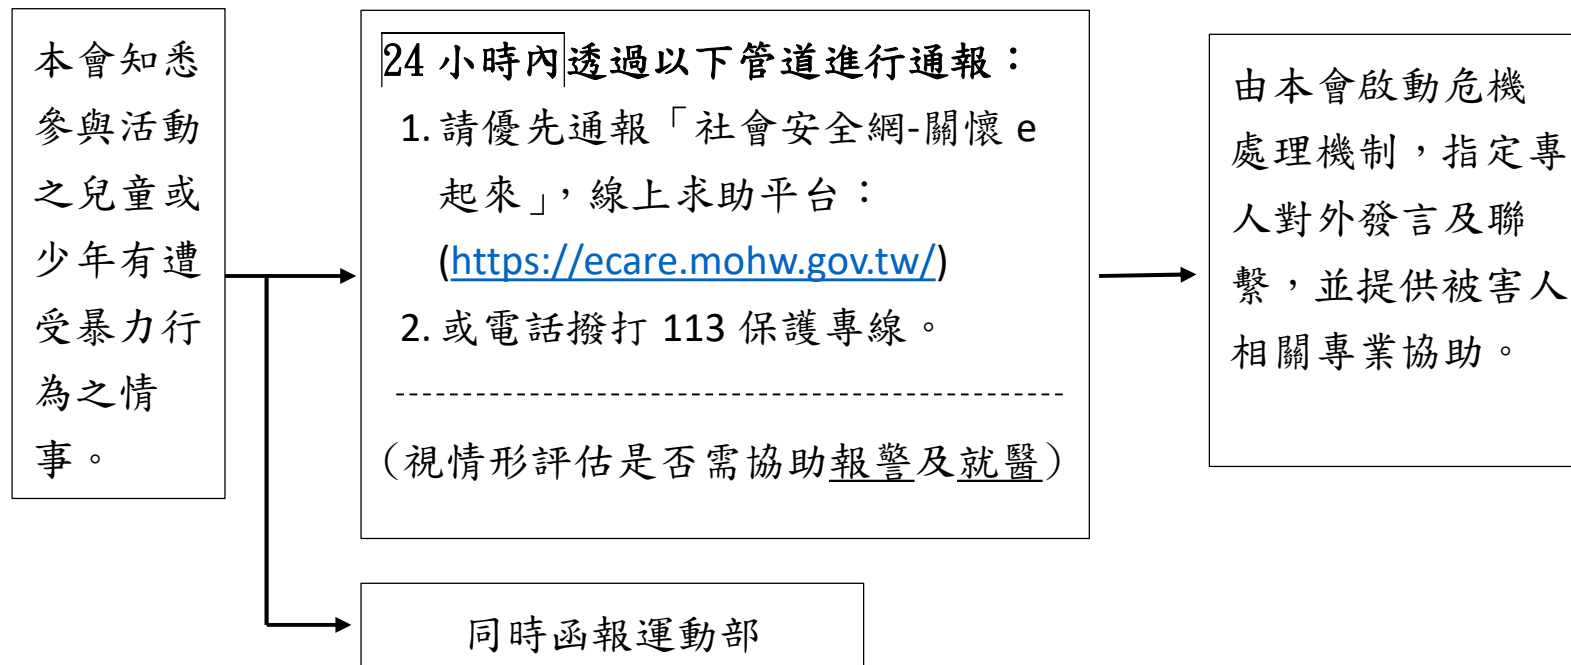 本會知悉
參與活動
之兒童或
少年有遭
受暴力行
為之情
事。
24 小時內透過以下管道進行通報：
1. 請優先通報「社會安全網-關懷 e
起來」，線上求助平台：
(https://ecare.mohw.gov.tw/)
2. 或電話撥打 113 保護專線。
（視情形評估是否需協助報警及就醫）
由本會啟動危機
處理機制，指定專
人對外發言及聯
繫，並提供被害人
相關專業協助。
同時函報運動部